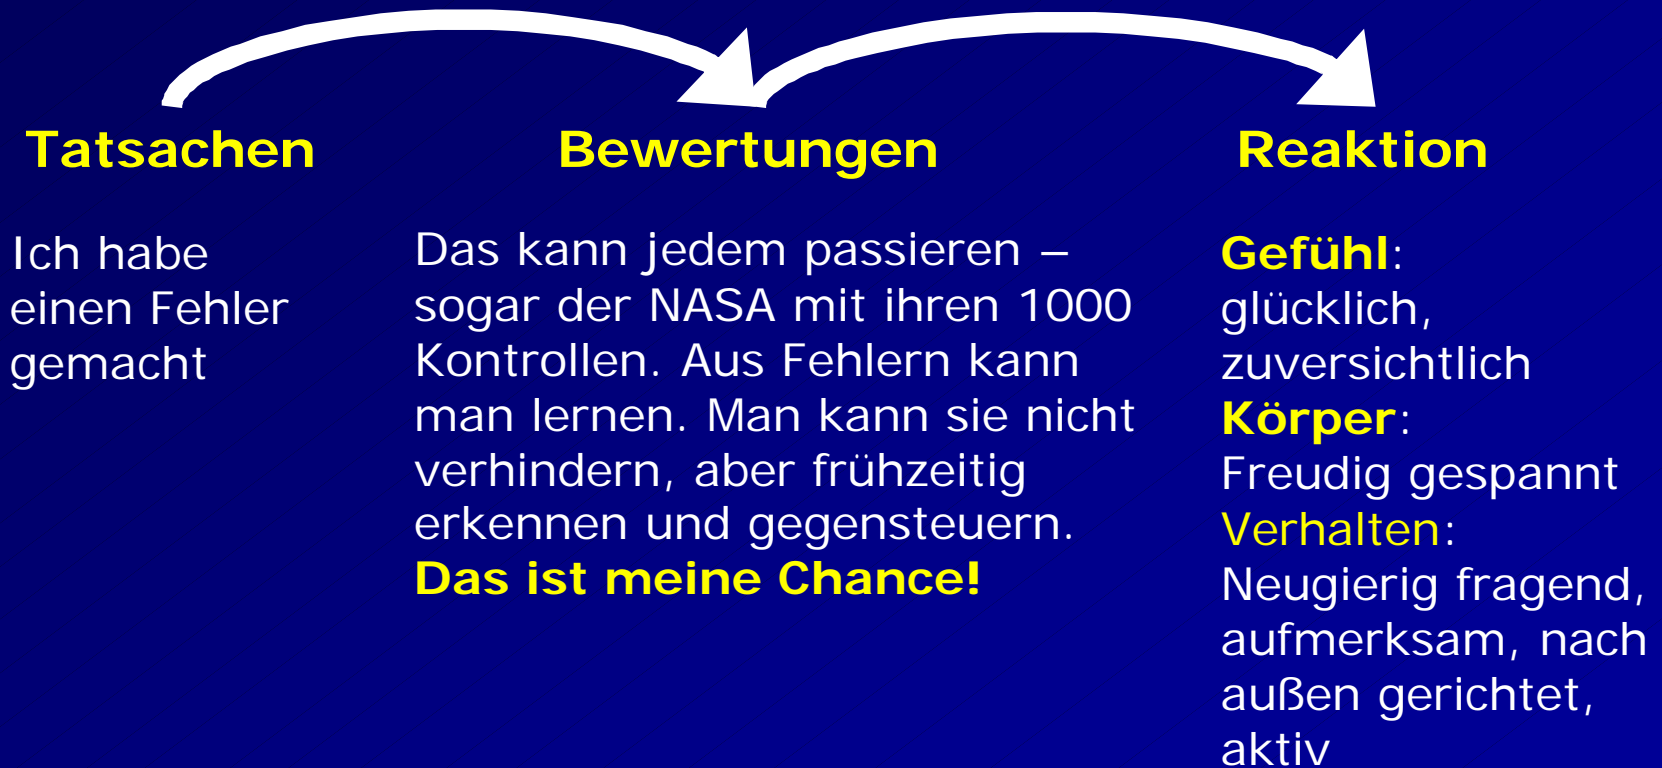 Tatsachen
Bewertungen
Reaktion
Ich habe
einen Fehler
gemacht
Das kann jedem passieren –
sogar der NASA mit ihren 1000
Kontrollen. Aus Fehlern kann
man lernen. Man kann sie nicht
verhindern, aber frühzeitig
erkennen und gegensteuern.
Das ist meine Chance!
Gefühl:
glücklich,
zuversichtlich
Körper:
Freudig gespannt
Verhalten:
Neugierig fragend,
aufmerksam, nach
außen gerichtet,
aktiv